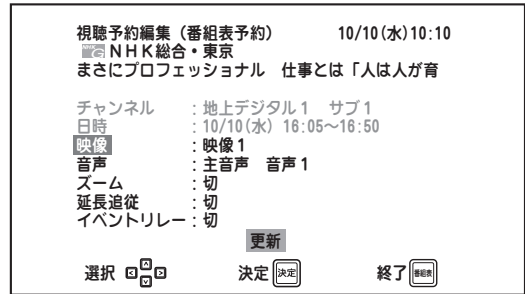 視聴予約編集（番組表予約） 10/10(水)10:10
NHK G NHK総合・東京
まさにプロフェッショナル 仕事とは「人は人が育
チャンネル ：地上デジタル1 サブ1
日時 ：10/10(水) 16:05～16:50
映像 ：映像1
音声 ：主音声 音声1
ズーム ：切
延長追従 ：切
イベントリレー：切
更新
選択 決定 決定 終了 番組表